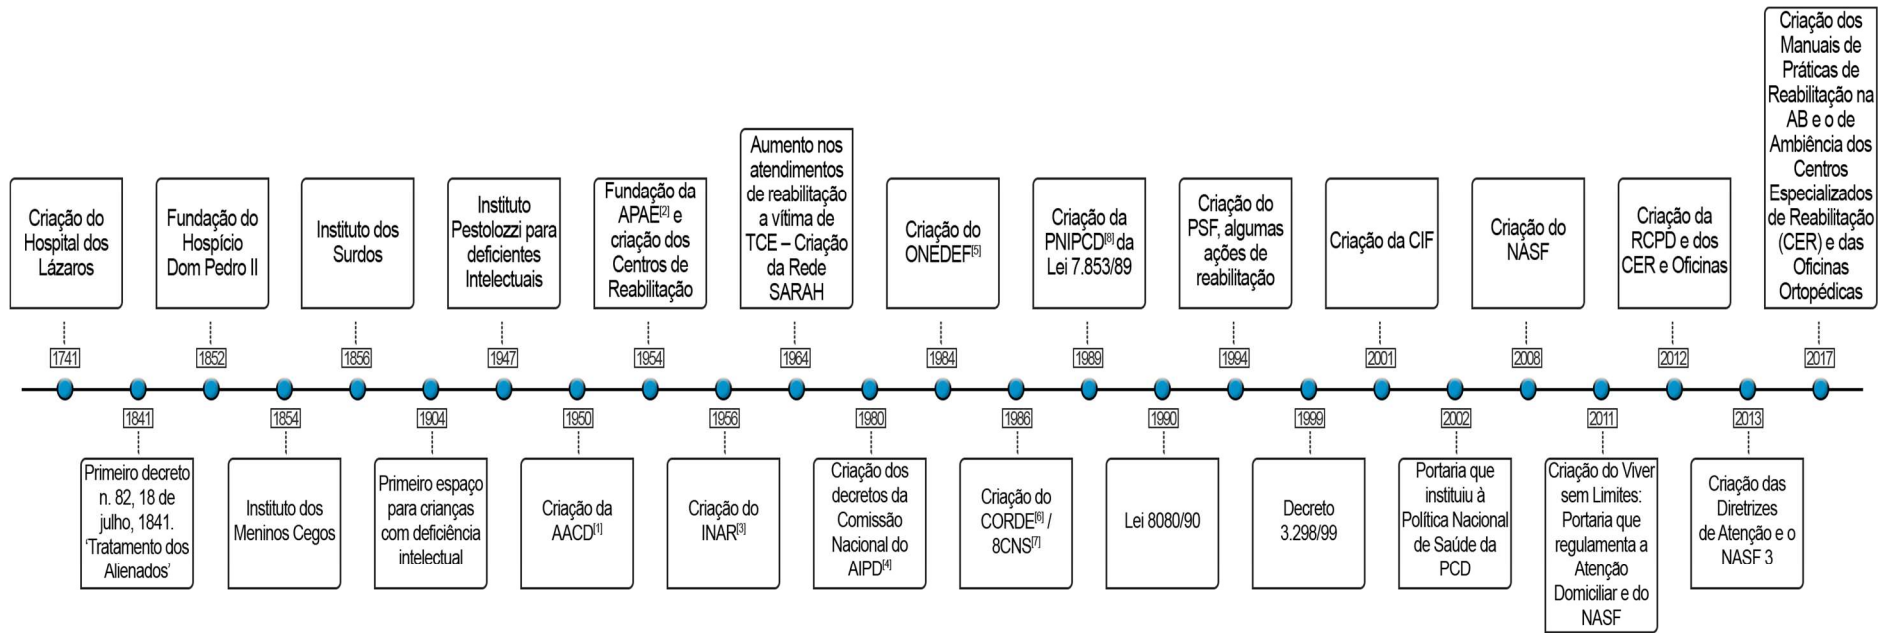 Criação do
Hospital dos
Lázaros
1741
1841
Primeiro decreto
n. 82, 18 de
julho, 1841.
'Tratamento dos
Alienados'
Fundação do
Hospício
Dom Pedro II
1852
1854
Instituto dos
Meninos Cegos
Instituto dos
Surdos
1856
1904
Primeiro espaço
para crianças
com deficiência
intelectual
Instituto
Pestolozzi para
deficientes
Intelectuais
1947
1950
Criação da
AACD[1]
Fundação da
APAE[2] e
criação dos
Centros de
Reabilitação
1954
1956
Criação do
INAR[3]
Aumento nos
atendimentos
de reabilitação
a vítima de
TCE – Criação
da Rede
SARAH
1964
1980
Criação dos
decretos da
Comissão
Nacional do
AIPD[4]
Criação do
ONEDEF[5]
1984
1986
Criação do
CORDE[6] /
8CNS[7]
Criação da
PNIPCD[8] da
Lei 7.853/89
1989
1990
Lei 8080/90
Criação do
PSF, algumas
ações de
reabilitação
1994
1999
Decreto
3.298/99
Criação da CIF
2001
2002
Portaria que
instituiu à
Política Nacional
de Saúde da
PCD
Criação do
NASF
2008
2011
Criação do Viver
sem Limites:
Portaria que
regulamenta a
Atenção
Domiciliar e do
NASF
Criação da
RCPD e dos
CER e Oficinas
2012
2013
Criação das
Diretrizes
de Atenção e o
NASF 3
Criação dos
Manuais de
Práticas de
Reabilitação na
AB e o de
Ambiência dos
Centros
Especializados
de Reabilitação
(CER) e das
Oficinas
Ortopédicas
2017